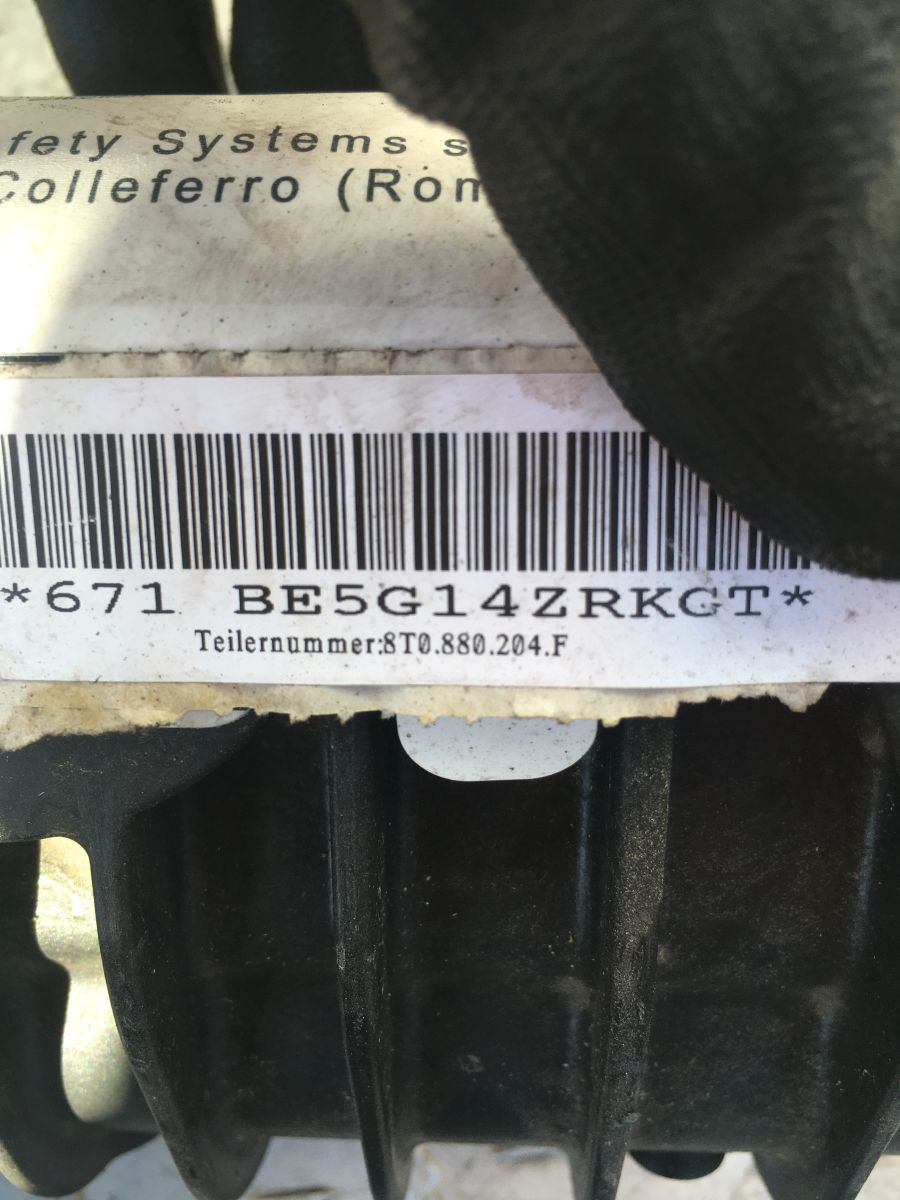 fety Systems s
Colleferro (Rom
*671 BE5G14ZRKGT*
Teilernummer:8T0.880.204.F